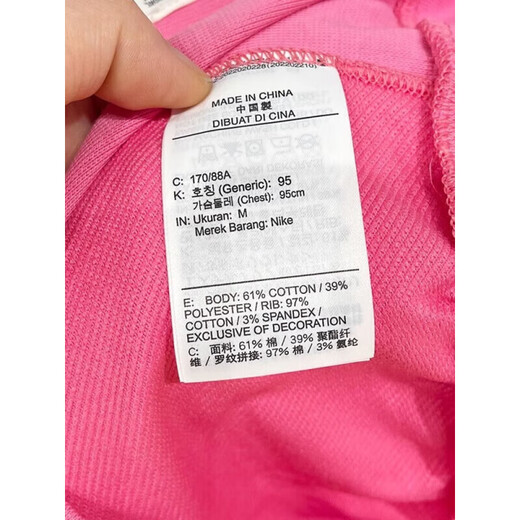 MADE IN CHINA
中国製
DIBUAT DI CINA
C: 170/88A
K: 호칭 (Generic): 95
가슴둘레 (Chest): 95cm
IN: Ukuran: M
Merek Barang: Nike
E: BODY: 61% COTTON / 39%
POLYESTER / RIB: 97%
COTTON / 3% SPANDEX /
EXCLUSIVE OF DECORATION
C: 面料: 61% 棉 / 39% 聚酯纤
维 / 罗纹拼接: 97% 棉 / 3% 氨纶